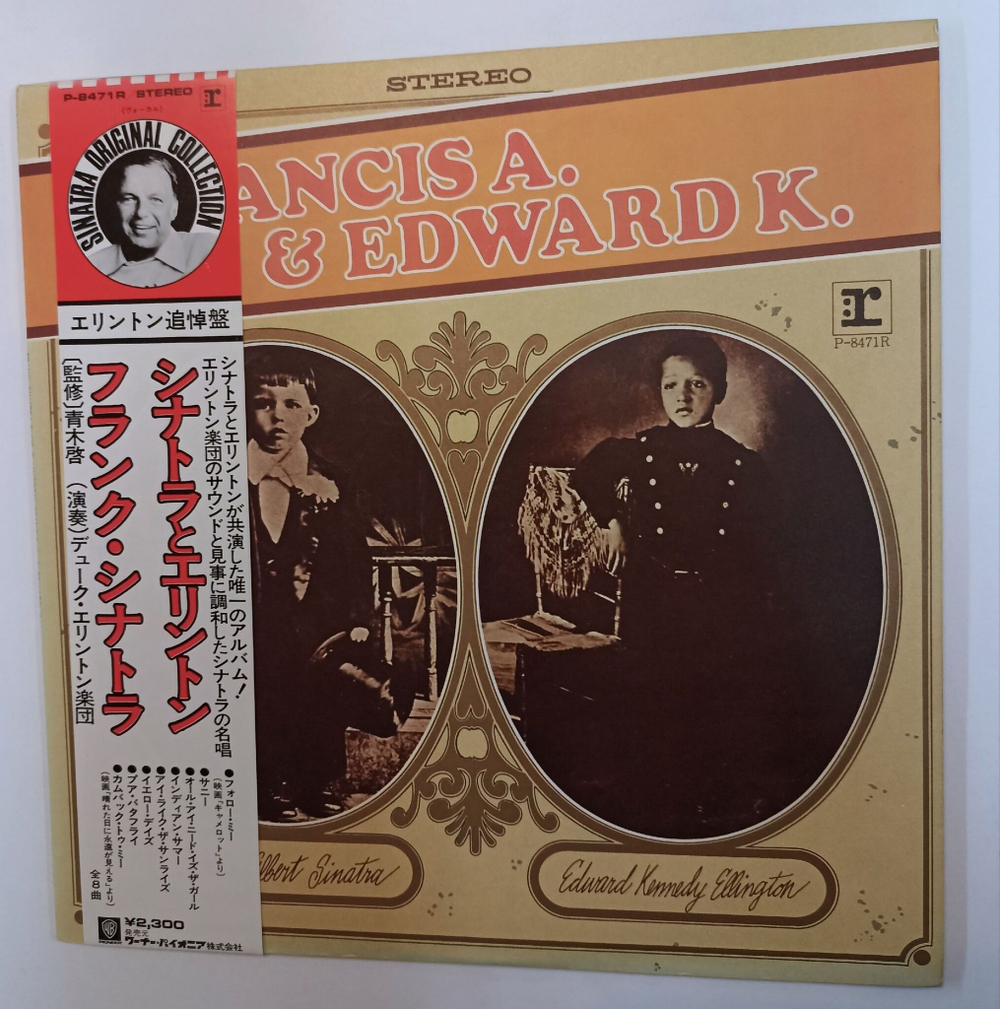 STEREO
ANCIS A.
& EDWARD K.
r
P-8471R
P-8471R STEREO
r
(ヴォーカル)
SINATRA ORIGINAL COLLECTION
エリントン追悼盤
シナトラとエリントンが共演した唯一のアルバム!
エリントン楽団のサウンドと見事に調和したシナトラの名唱
シナトラとエリントン
フランク・シナトラ
〔監修〕青木啓 (演奏)デューク・エリントン楽団
●フォロー・ミー
(映画「キャメロット」より)
●サニー
●オール・アイ・ニード・イズ・ザ・ガール
●インディアン・サマー
●アイ・ライク・ザ・サンライズ
●イエロー・デイズ
●プア・バタフライ
●カムバック・トゥ・ミー
(映画「晴れた日に永遠が見える」より)
全8曲
¥2,300
発売元
ワーナー・パイオニア株式会社
WB
PIONEER
lbert Sinatra
Edward Kennedy Ellington